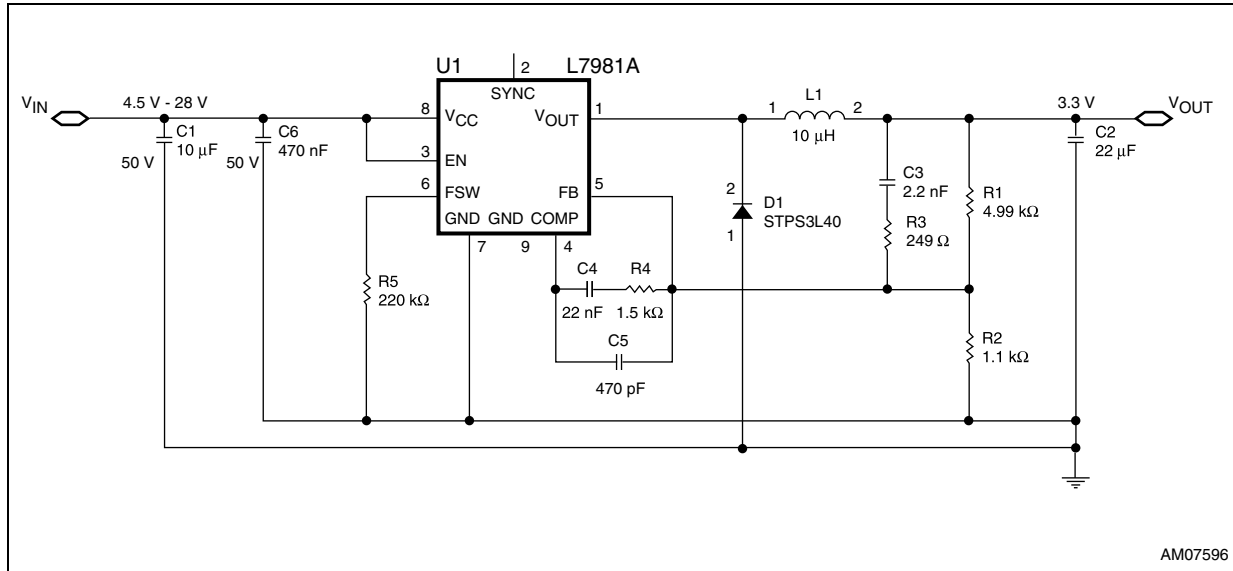 U1
L7981A
2
SYNC
V_IN
4.5 V - 28 V
8
V_CC
V_OUT
1
L1
1
2
10 μH
3.3 V
V_OUT
C1
10 μF
50 V
C6
470 nF
50 V
3
EN
6
FSW
FB
5
GND
GND
COMP
7
9
4
C2
22 μF
C3
2.2 nF
R3
249 Ω
R1
4.99 kΩ
2
D1
STPS3L40
1
R5
220 kΩ
C4
R4
22 nF
1.5 kΩ
C5
470 pF
R2
1.1 kΩ
AM07596